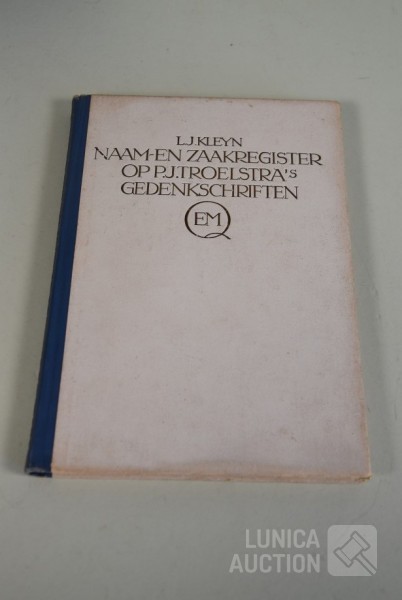 L.J. KLEYN
NAAM-EN ZAAKREGISTER
OP P.J. TROELSTRA's
GEDENKSCHRIFTEN
EM
LUNICA
AUCTION